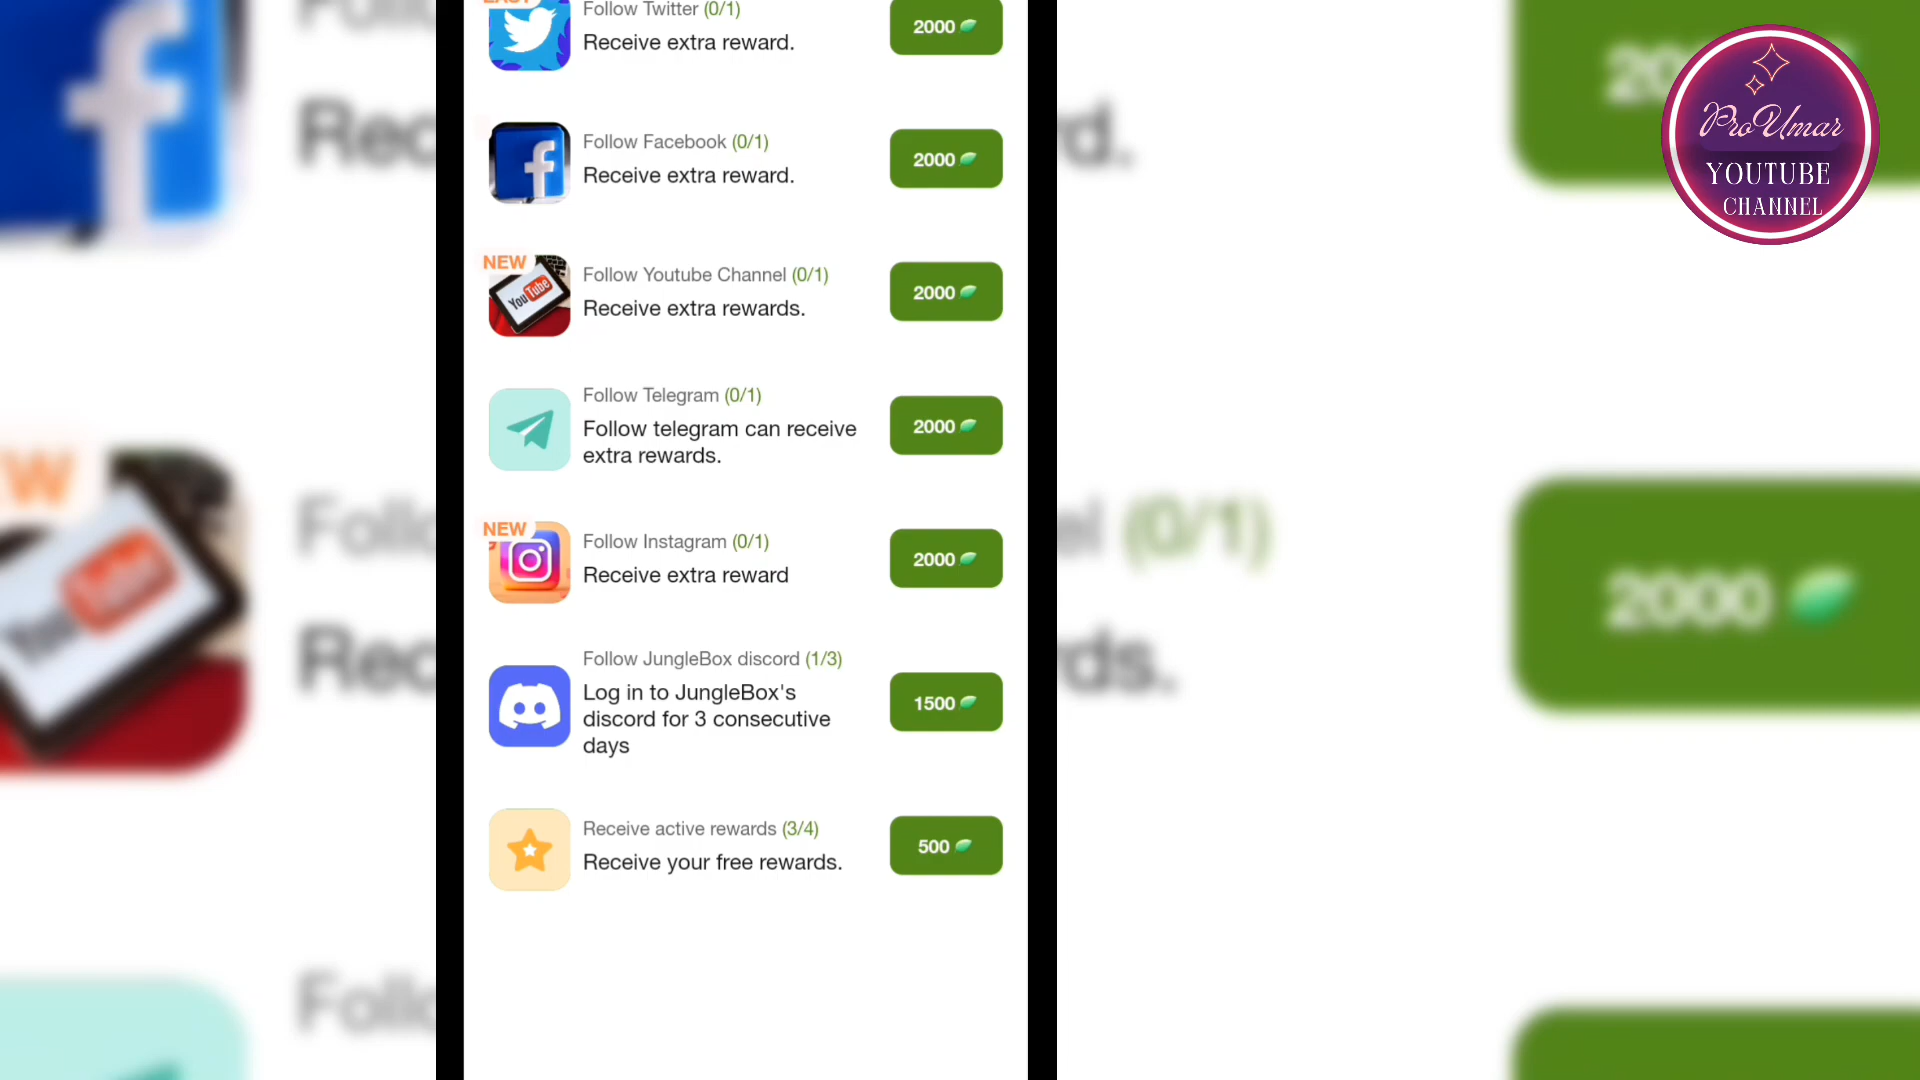 Follow Twitter (0/1)
Receive extra reward.
2000
Follow Facebook (0/1)
Receive extra reward.
2000
NEW
YouTube
Follow Youtube Channel (0/1)
Receive extra rewards.
2000
Follow Telegram (0/1)
Follow telegram can receive
extra rewards.
2000
NEW
Follow Instagram (0/1)
Receive extra reward
2000
Follow JungleBox discord (1/3)
Log in to JungleBox's
discord for 3 consecutive
days
1500
Receive active rewards (3/4)
Receive your free rewards.
500
ProUmar
YOUTUBE
CHANNEL